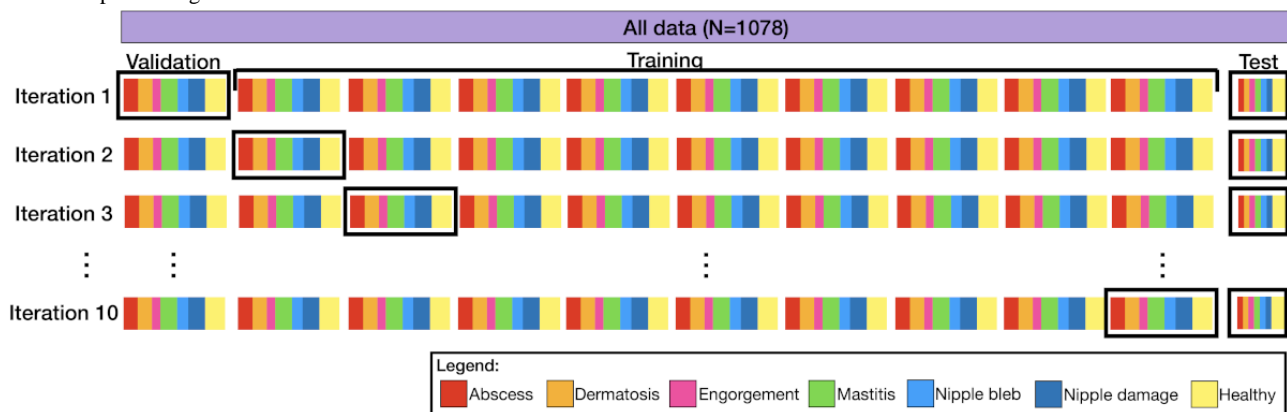 All data (N=1078)
Validation Training Test
Iteration 1
Iteration 2
Iteration 3
Iteration 10
Legend:
Abscess Dermatosis Engorgement Mastitis Nipple bleb Nipple damage Healthy